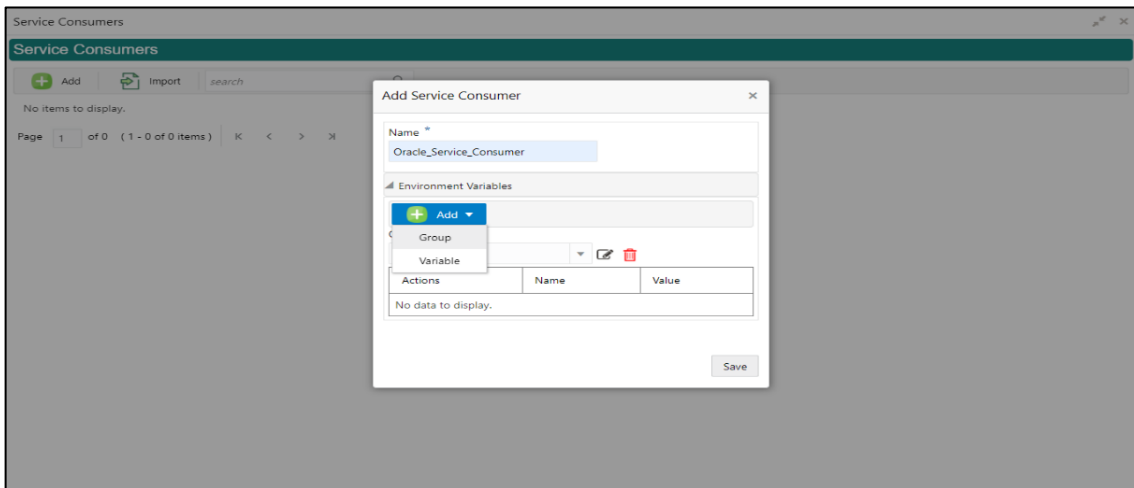 Service Consumers
Service Consumers
Add Import search
No items to display.
Page 1 of 0 ( 1 - 0 of 0 items )
Add Service Consumer
Name *
Oracle_Service_Consumer
Environment Variables
Add
Group
Variable
Actions Name Value
No data to display.
Save